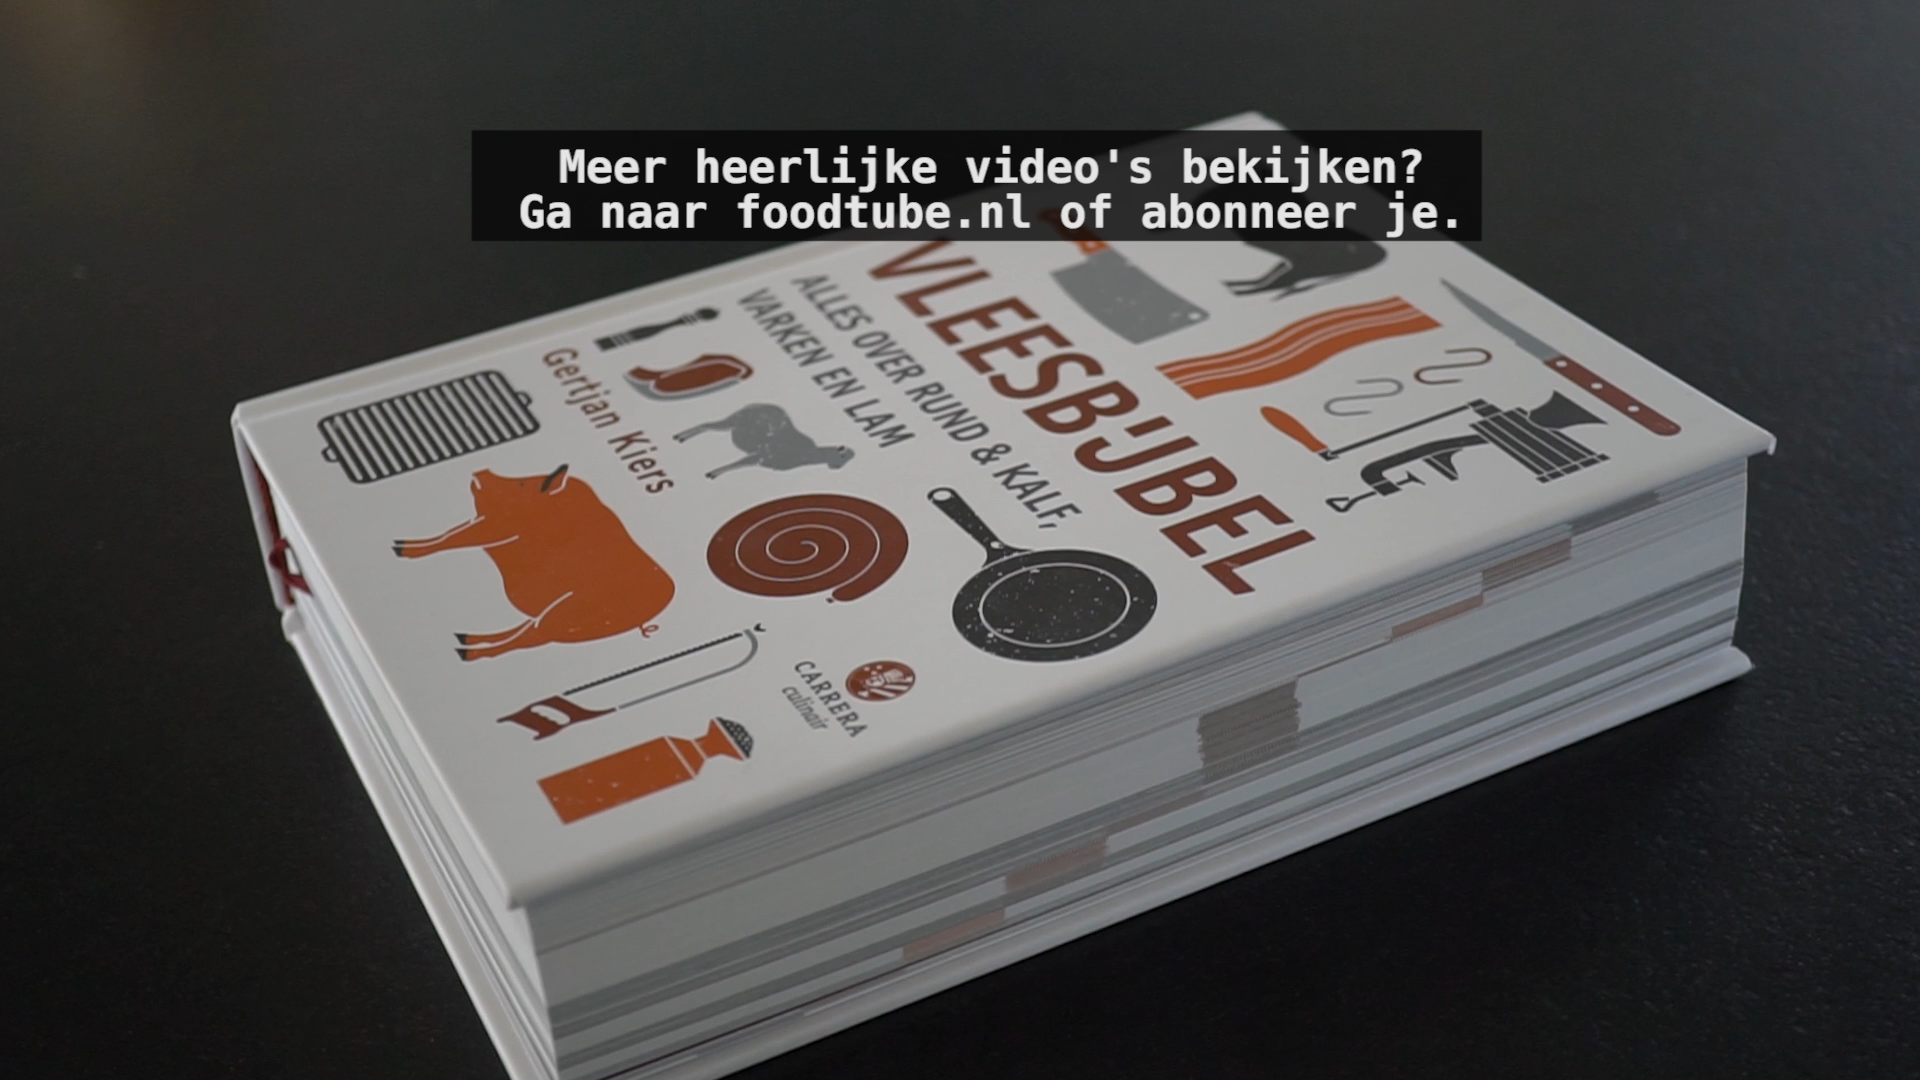 Meer heerlijke video's bekijken?
Ga naar foodtube.nl of abonneer je.
VLEESBIJBEL
ALLES OVER RUND & KALF,
VARKEN EN LAM
Gertjan Kiers
CARRERA
culinair